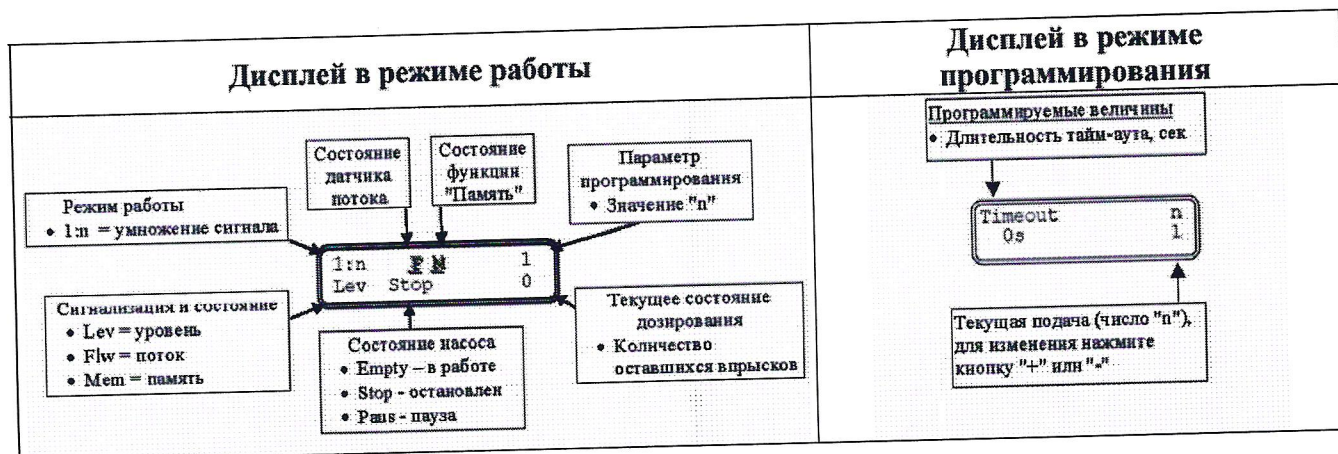 Дисплей в режиме работы
Дисплей в режиме
программирования
Состояние
датчика
потока
Состояние
функции
"Память"
Параметр
программирования
• Значение "n"
Режим работы
• 1:n = умножение сигнала
1:n F M 1
Lev Stop 0
Сигнализация и состояние
• Lev = уровень
• Flw = поток
• Mem = память
Состояние насоса
• Empty – в работе
• Stop - остановлен
• Paus - пауза
Текущее состояние
дозирования
• Количество
оставшихся впрысков
Программируемые величины
• Длительность тайм-аута, сек
Timeout n
0s 1
Текущая подача (число "n"),
для изменения нажмите
кнопку "+" или "-"